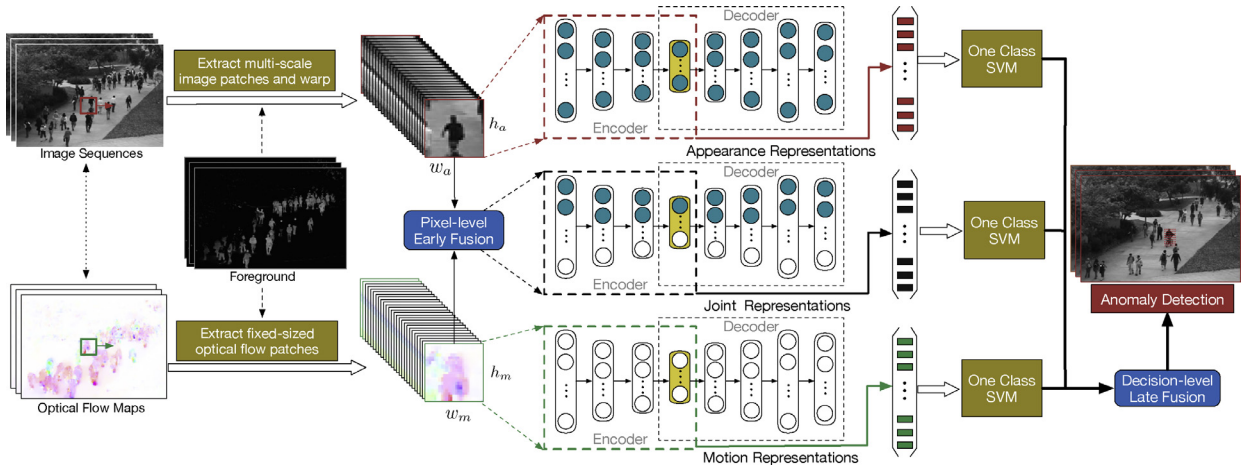 Image Sequences
Extract multi-scale
image patches and warp
Foreground
Optical Flow Maps
Extract fixed-sized
optical flow patches
h_a
w_a
Pixel-level
Early Fusion
h_m
w_m
Decoder
Encoder
Appearance Representations
Decoder
Encoder
Joint Representations
Decoder
Encoder
Motion Representations
One Class
SVM
One Class
SVM
One Class
SVM
Anomaly Detection
Decision-level
Late Fusion